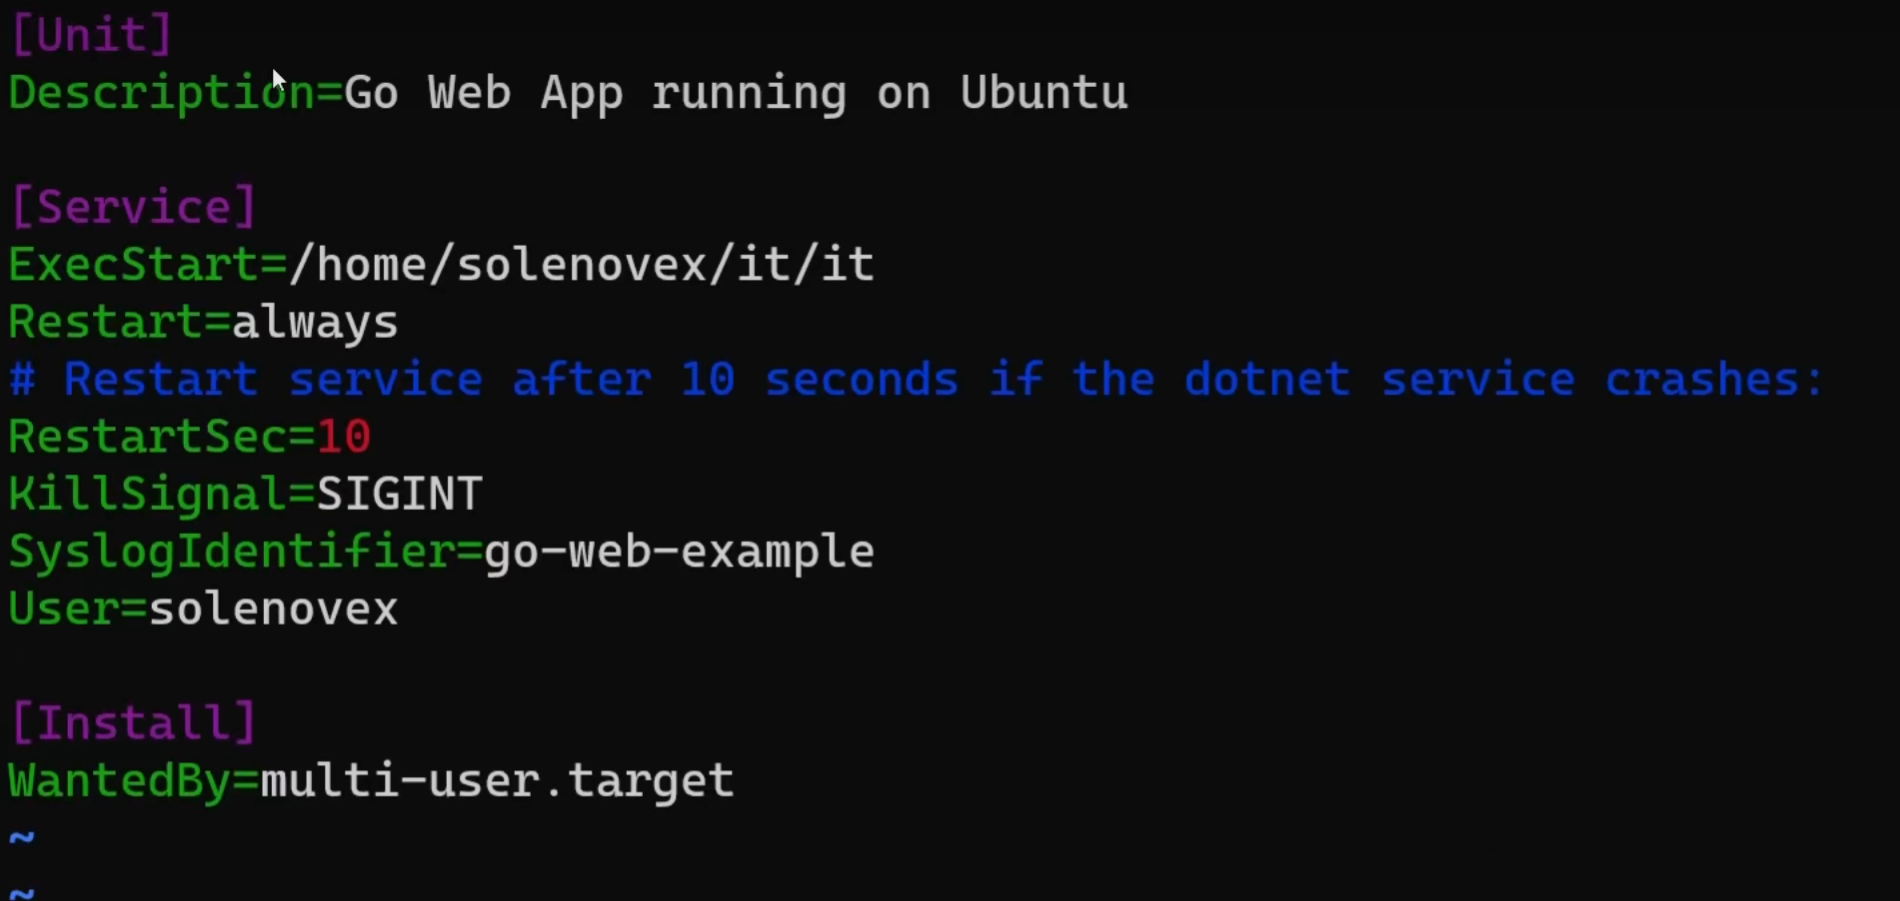 [Unit]
Description=Go Web App running on Ubuntu
[Service]
ExecStart=/home/solenovex/it/it
Restart=always
# Restart service after 10 seconds if the dotnet service crashes:
RestartSec=10
KillSignal=SIGINT
SyslogIdentifier=go-web-example
User=solenovex
[Install]
WantedBy=multi-user.target
~
~